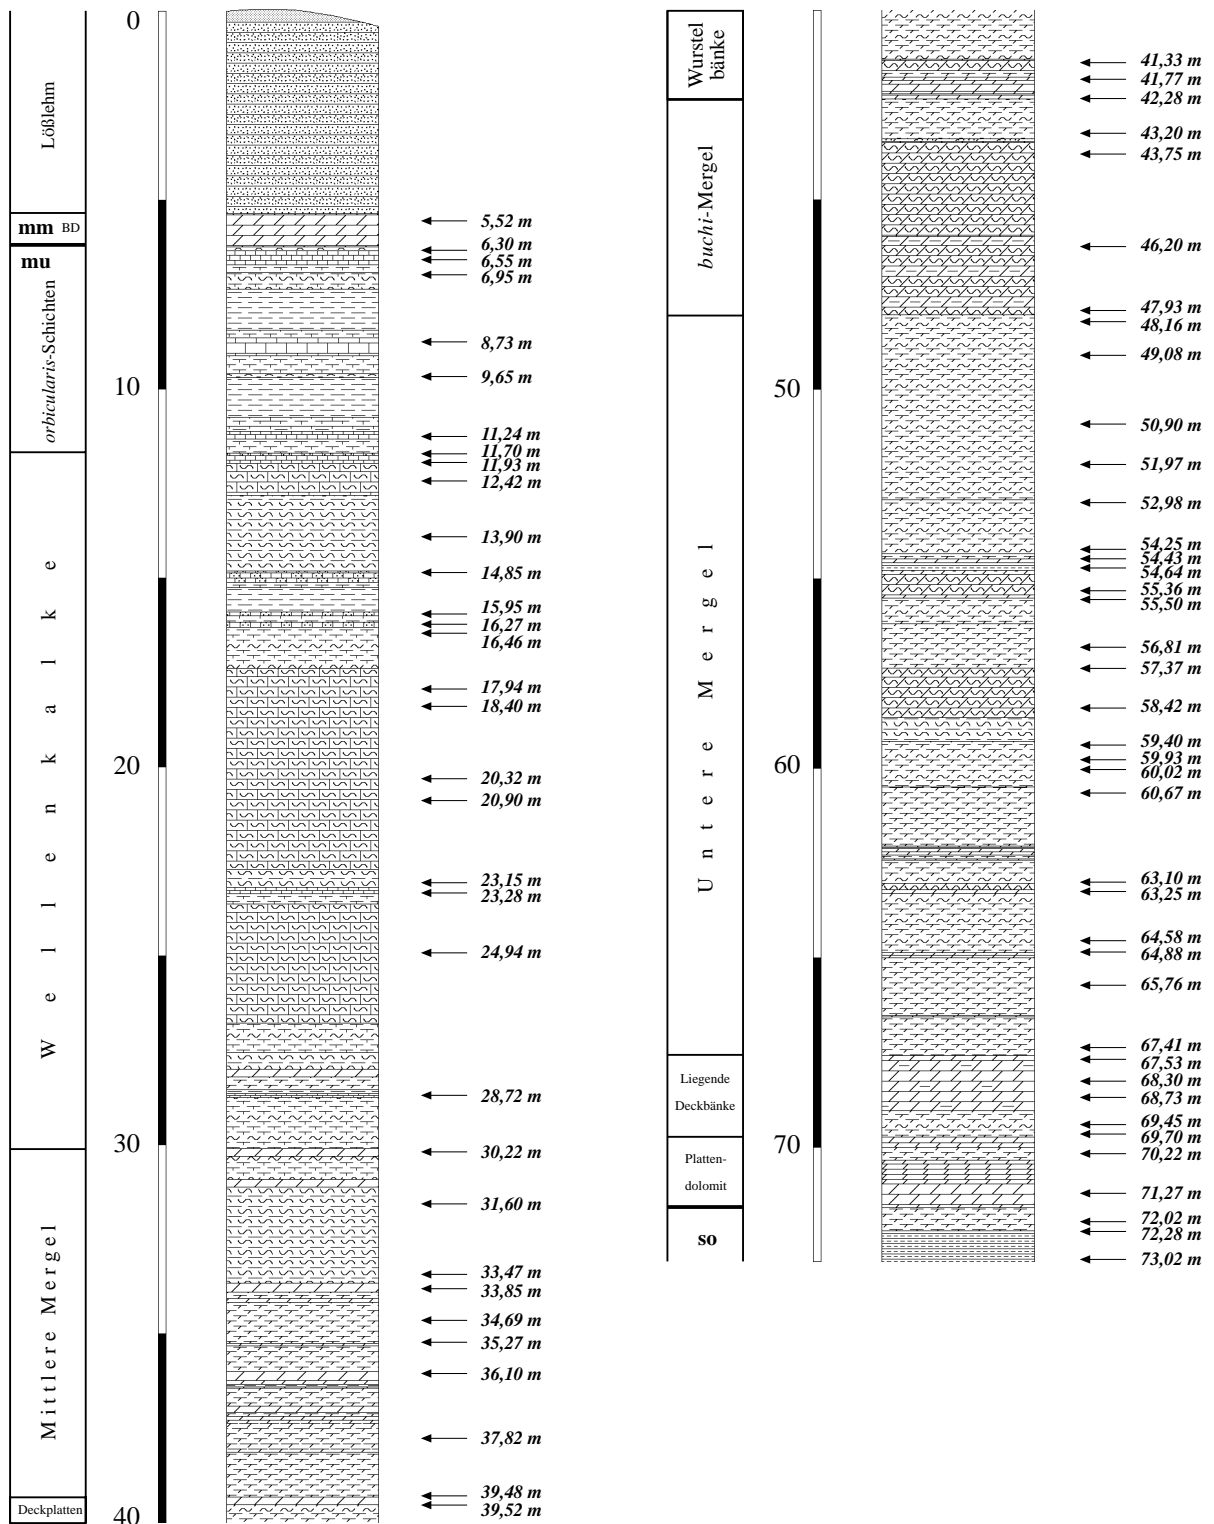 0
10
20
30
40
Lößlehm
mm BD
mu
orbicularis-Schichten
Wellenkalke
Mittlere Mergel
Deckplatten
5,52 m
6,30 m
6,55 m
6,95 m
8,73 m
9,65 m
11,24 m
11,70 m
11,93 m
12,42 m
13,90 m
14,85 m
15,95 m
16,27 m
16,46 m
17,94 m
18,40 m
20,32 m
20,90 m
23,15 m
23,28 m
24,94 m
28,72 m
30,22 m
31,60 m
33,47 m
33,85 m
34,69 m
35,27 m
36,10 m
37,82 m
39,48 m
39,52 m
Wurstel
bänke
buchi-Mergel
Untere Mergel
Liegende
Deckbänke
Platten-
dolomit
so
50
60
70
41,33 m
41,77 m
42,28 m
43,20 m
43,75 m
46,20 m
47,93 m
48,16 m
49,08 m
50,90 m
51,97 m
52,98 m
54,25 m
54,43 m
54,64 m
55,36 m
55,50 m
56,81 m
57,37 m
58,42 m
59,40 m
59,93 m
60,02 m
60,67 m
63,10 m
63,25 m
64,58 m
64,88 m
65,76 m
67,41 m
67,53 m
68,30 m
68,73 m
69,45 m
69,70 m
70,22 m
71,27 m
72,02 m
72,28 m
73,02 m